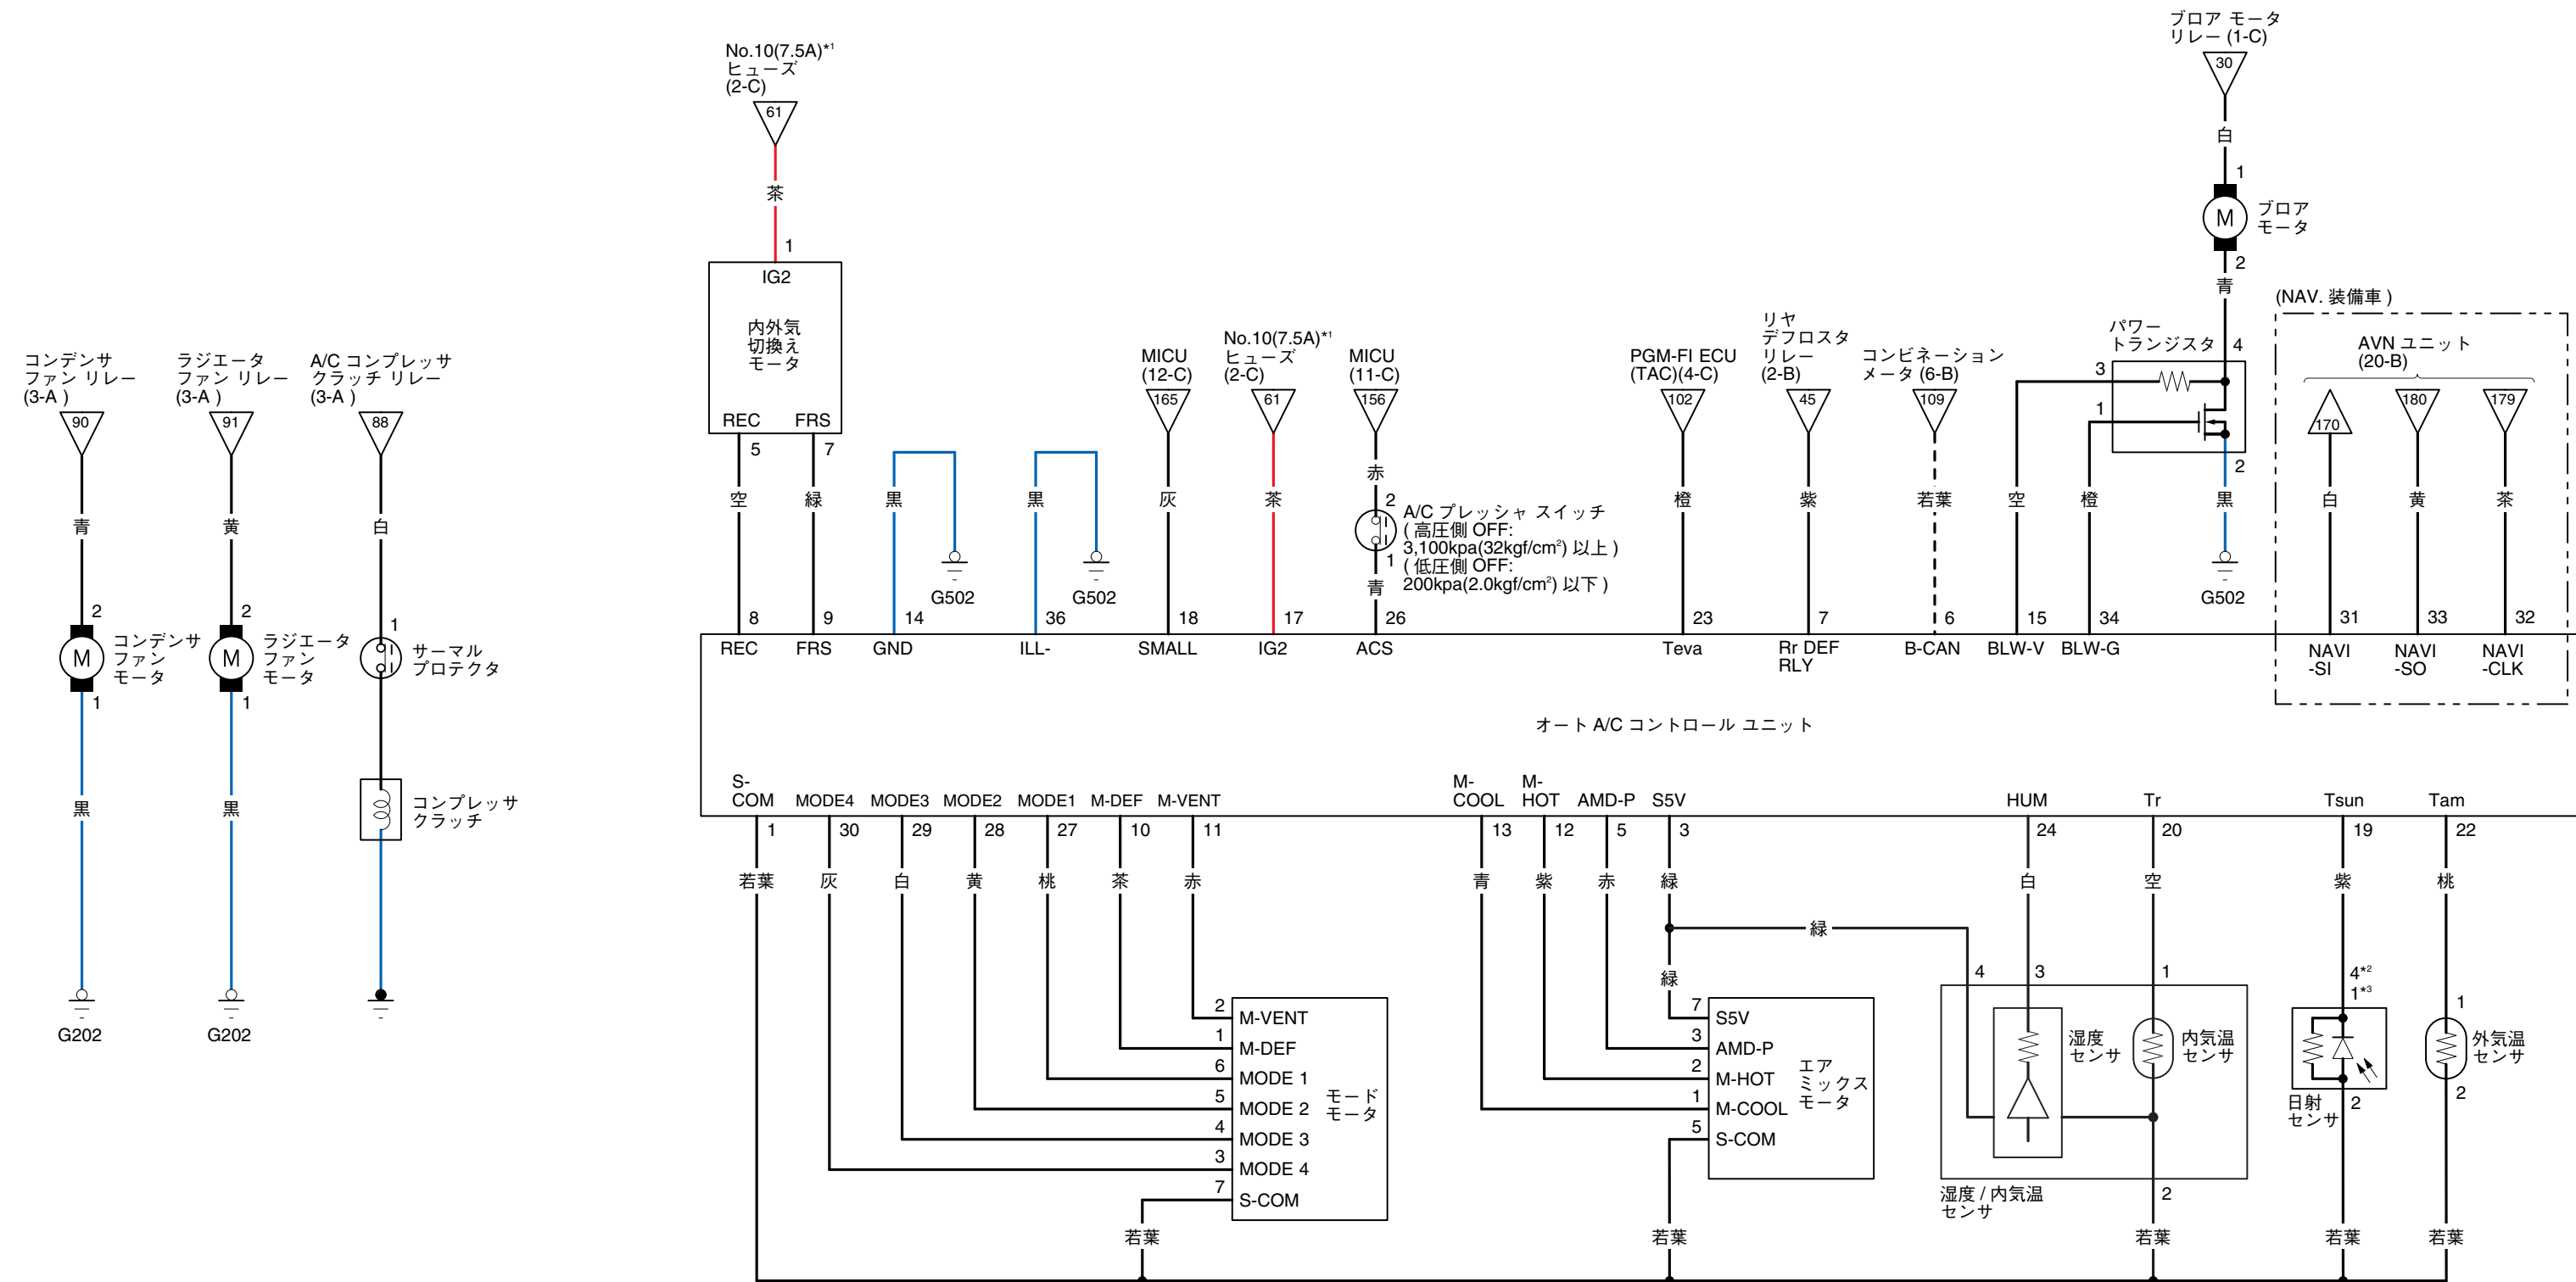 ブロア モータ
リレー (1-C)
30
白
1
M
ブロア
モータ
2
青
No.10(7.5A)*1
ヒューズ
(2-C)
61
茶
1
IG2
内外気
切換え
モータ
REC FRS
5 7
空 緑
8 9
コンデンサ
ファン リレー
(3-A )
90
青
2
M
コンデンサ
ファン
モータ
1
黒
G202
ラジエータ
ファン リレー
(3-A )
91
黄
2
M
ラジエータ
ファン
モータ
1
黒
G202
A/C コンプレッサ
クラッチ リレー
(3-A )
88
白
1
サーマル
プロテクタ
コンプレッサ
クラッチ
黒
G502
14
黒
G502
36
MICU
(12-C)
165
灰
18
No.10(7.5A)*1
ヒューズ
(2-C)
61
茶
17
MICU
(11-C)
156
赤
2
A/C プレッシャ スイッチ
( 高圧側 OFF:
3,100kpa(32kgf/cm²) 以上 )
( 低圧側 OFF:
200kpa(2.0kgf/cm²) 以下 )
1
青
26
PGM-FI ECU
(TAC)(4-C)
102
橙
23
リヤ
デフロスタ
リレー
(2-B)
45
紫
7
コンビネーション
メータ (6-B)
109
若葉
6
パワー
トランジスタ
4
3
1
2
空
15
橙
34
黒
G502
(NAV. 装備車 )
AVN ユニット
(20-B)
170 180 179
白 黄 茶
31 33 32
REC FRS GND ILL- SMALL IG2 ACS Teva Rr DEF
RLY
B-CAN BLW-V BLW-G NAVI
-SI
NAVI
-SO
NAVI
-CLK
オート A/C コントロール ユニット
S-
COM
MODE4 MODE3 MODE2 MODE1 M-DEF M-VENT
M-
COOL
M-
HOT
AMD-P S5V HUM Tr Tsun Tam
1 30 29 28 27 10 11 13 12 5 3 24 20 19 22
若葉 灰 白 黄 桃 茶 赤 青 紫 赤 緑 白 空 紫 桃
緑
緑
2 M-VENT
1 M-DEF
6 MODE 1
5 MODE 2
4 MODE 3
3 MODE 4
7 S-COM
モード
モータ
若葉
7 S5V
3 AMD-P
2 M-HOT
1 M-COOL
5 S-COM
エア
ミックス
モータ
若葉
4 3 1
湿度
センサ
内気温
センサ
湿度 / 内気温
センサ
2
若葉
4*2
1*3
日射
センサ
2
若葉
1
外気温
センサ
2
若葉